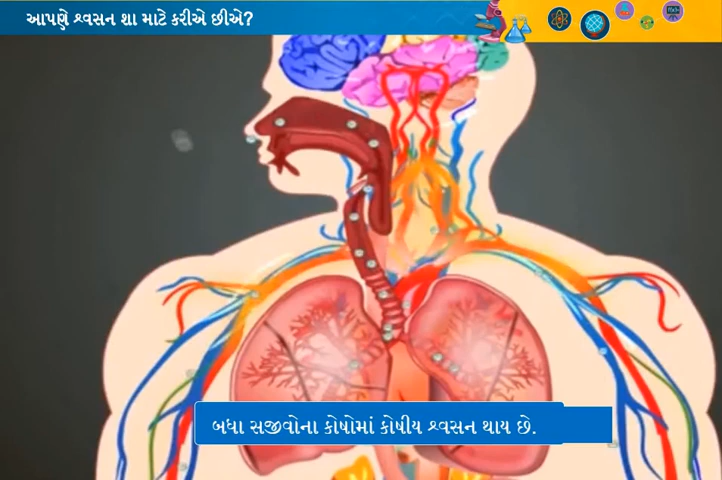 આપણે શ્વસન શા માટે કરીએ છીએ?
બધા સજીવોના કોષોમાં કોષીય શ્વસન થાય છે.